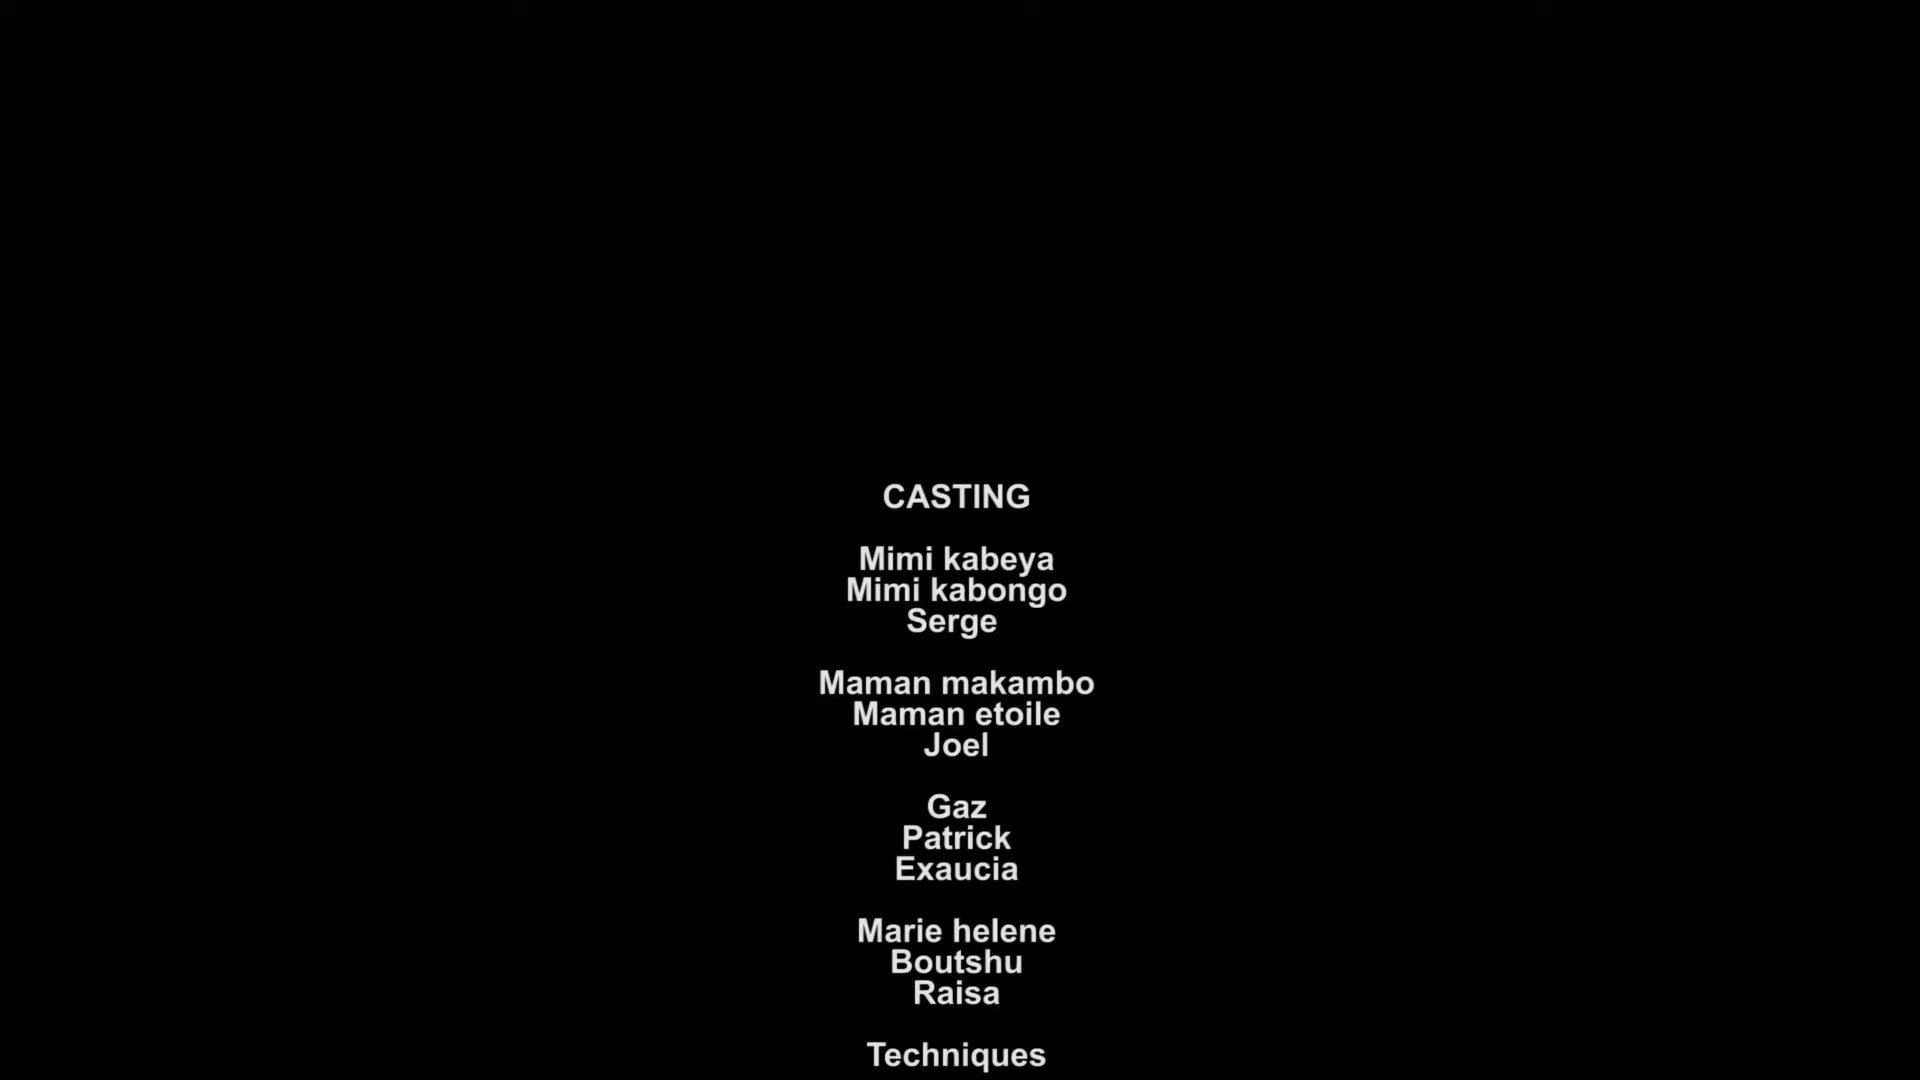 CASTING
Mimi kabeya
Mimi kabongo
Serge
Maman makambo
Maman etoile
Joel
Gaz
Patrick
Exaucia
Marie helene
Boutshu
Raisa
Techniques